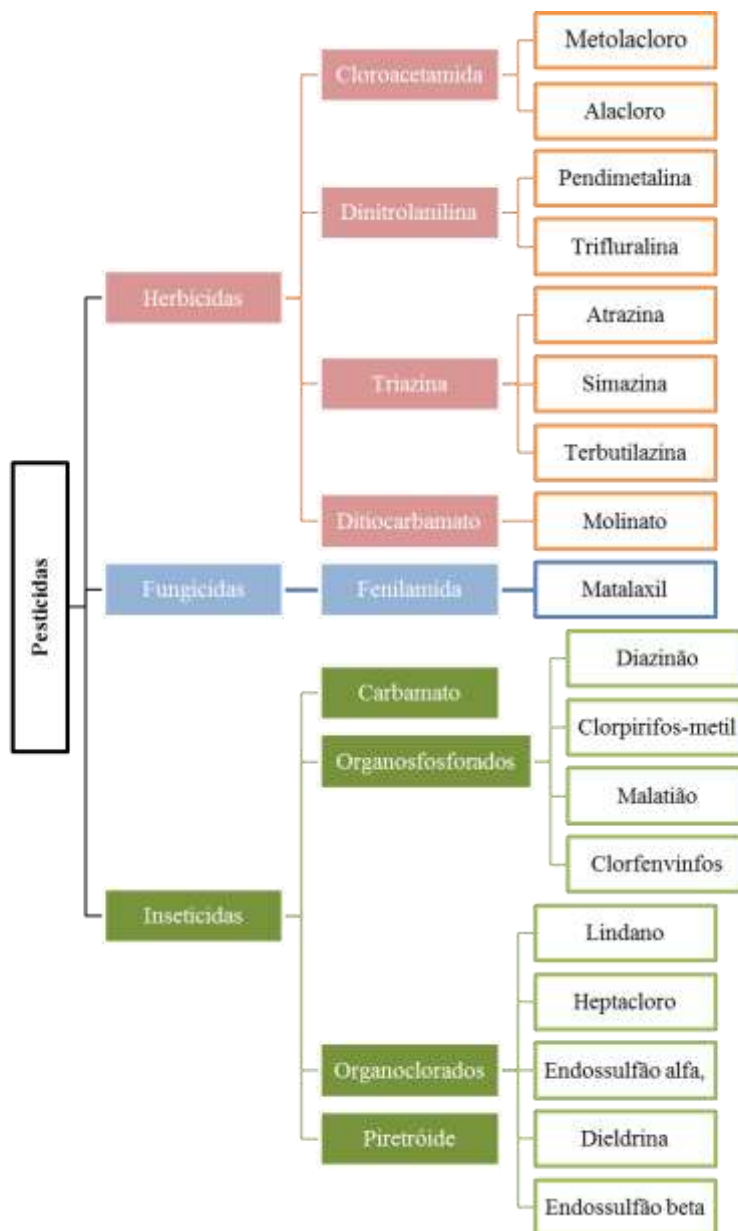 Pesticidas
Herbicidas
Cloroacetamida
Metolacloro
Alacloro
Dinitrolanilina
Pendimetalina
Trifluralina
Triazina
Atrazina
Simazina
Terbutilazina
Ditiocarbamato
Molinato
Fungicidas
Fenilamida
Matalaxil
Inseticidas
Carbamato
Organosfosforados
Diazinão
Clorpirifos-metil
Malatião
Clorfenvinfos
Organoclorados
Lindano
Heptacloro
Endossulfão alfa,
Dieldrina
Endossulfão beta
Piretróide